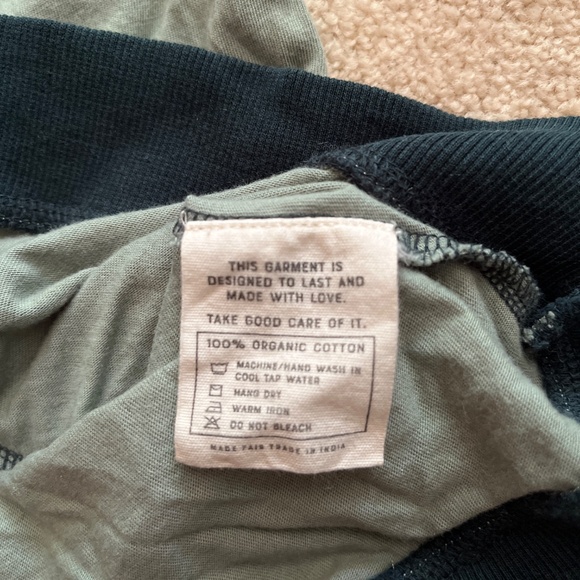 THIS GARMENT IS
DESIGNED TO LAST AND
MADE WITH LOVE.
TAKE GOOD CARE OF IT.
100% ORGANIC COTTON
MACHINE/HAND WASH IN
COOL TAP WATER
HANG DRY
WARM IRON
DO NOT BLEACH
MADE FAIR TRADE IN INDIA